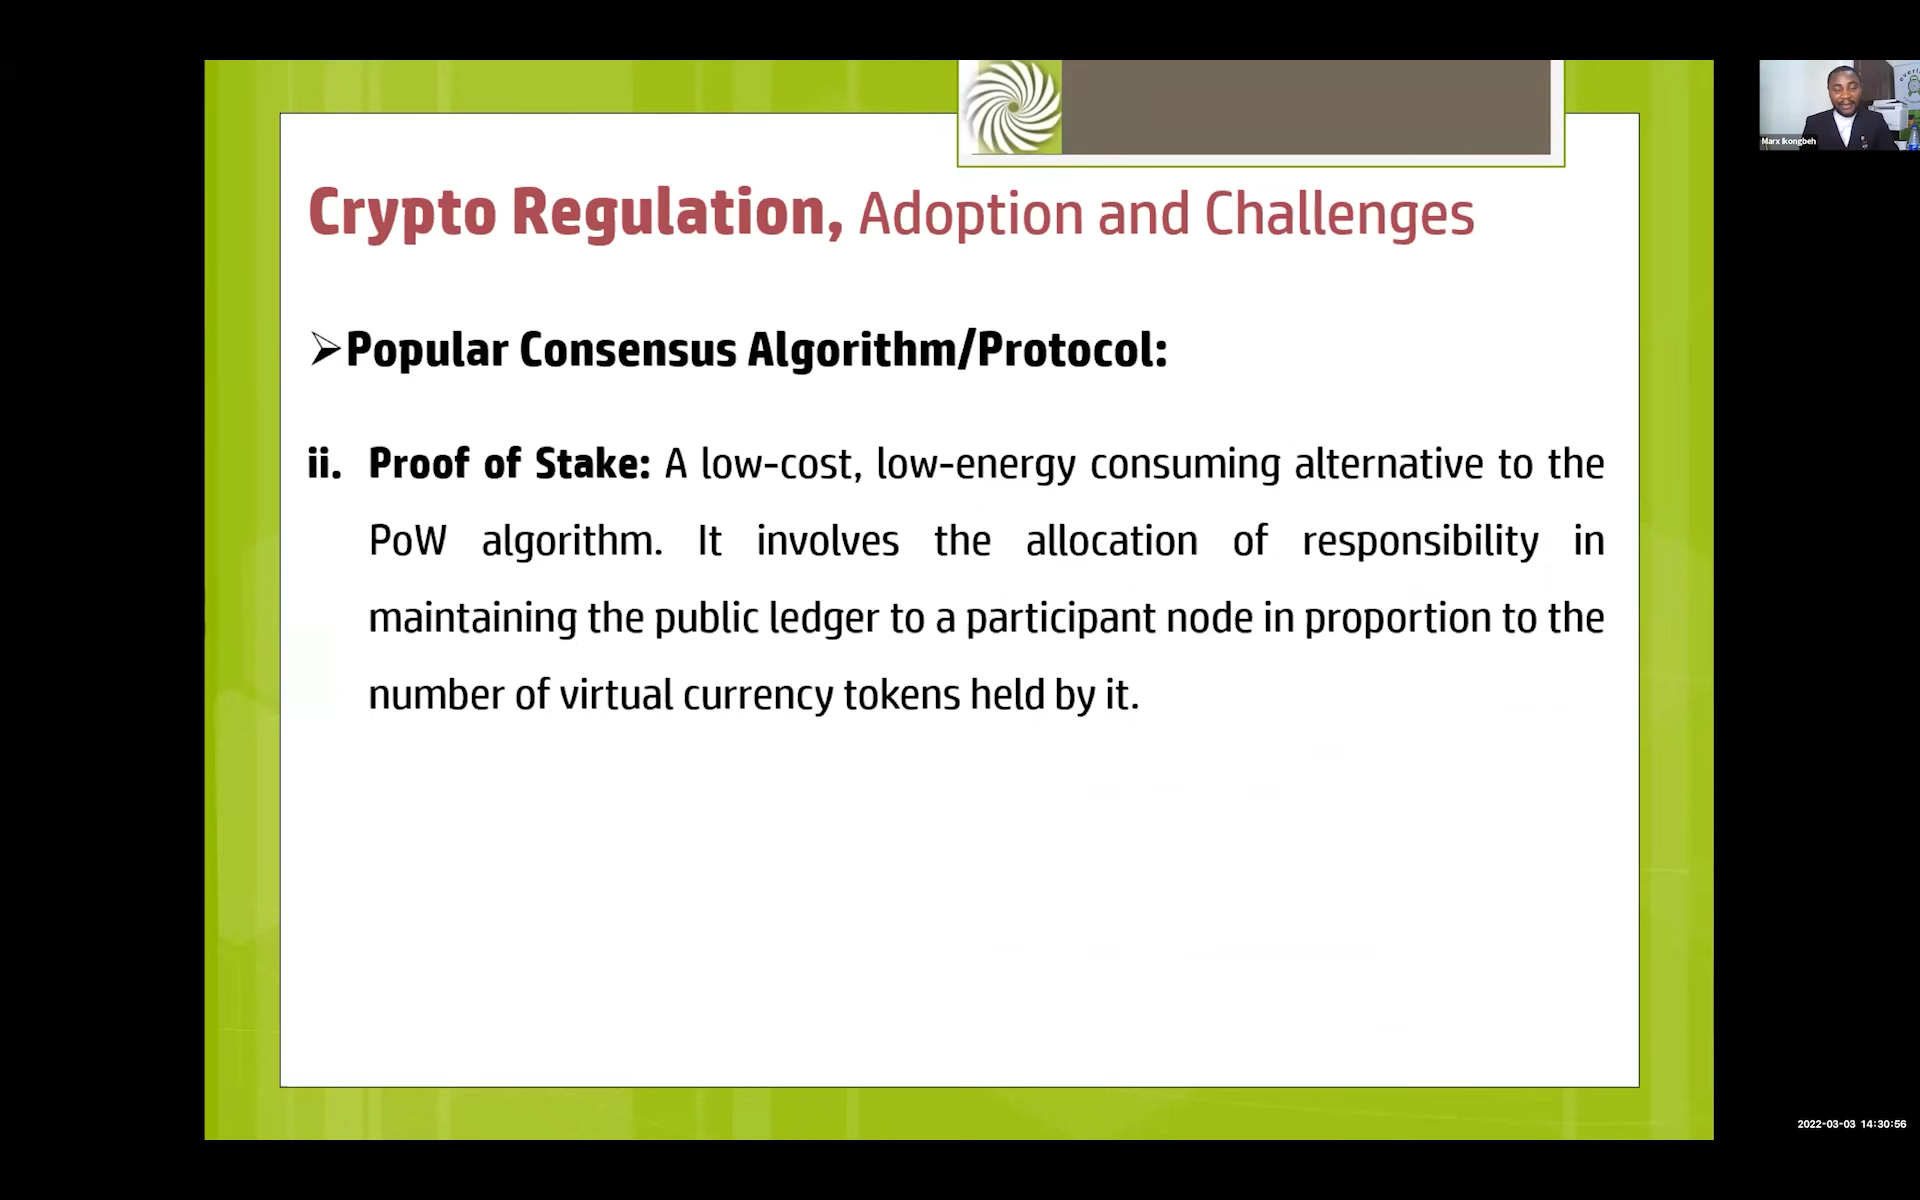 Crypto Regulation, Adoption and Challenges
➢Popular Consensus Algorithm/Protocol:
ii. Proof of Stake: A low-cost, low-energy consuming alternative to the
PoW algorithm. It involves the allocation of responsibility in
maintaining the public ledger to a participant node in proportion to the
number of virtual currency tokens held by it.
Marx Ikongbeh
2022-03-03 14:30:56